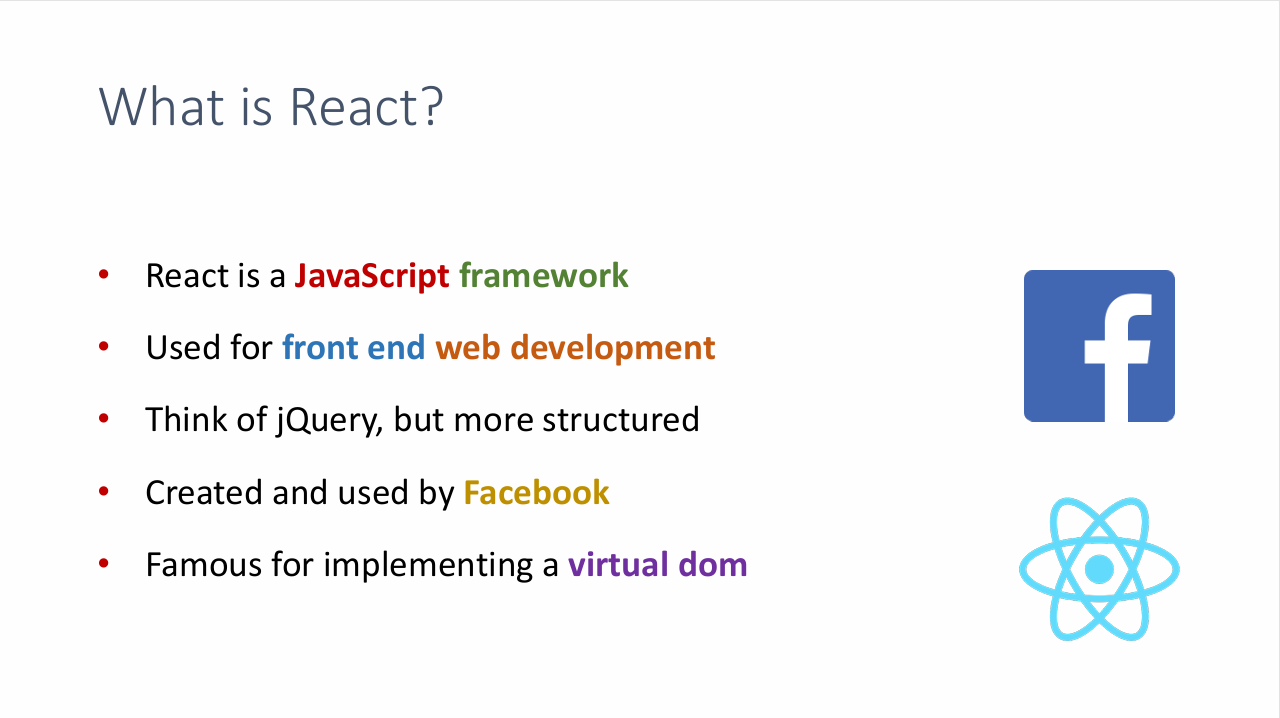 What is React?
• React is a JavaScript framework
• Used for front end web development
• Think of jQuery, but more structured
• Created and used by Facebook
• Famous for implementing a virtual dom